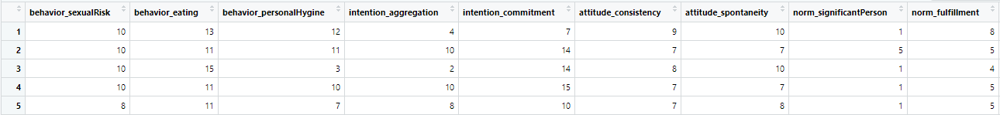 behavior_sexualRisk behavior_eating behavior_personalHygine intention_aggregation intention_commitment attitude_consistency attitude_spontaneity norm_significantPerson norm_fulfillment
1 10 13 12 4 7 9 10 1 8
2 10 11 11 10 14 7 7 5 5
3 10 15 3 2 14 8 10 1 4
4 10 11 10 10 15 7 7 1 5
5 8 11 7 8 10 7 8 1 5